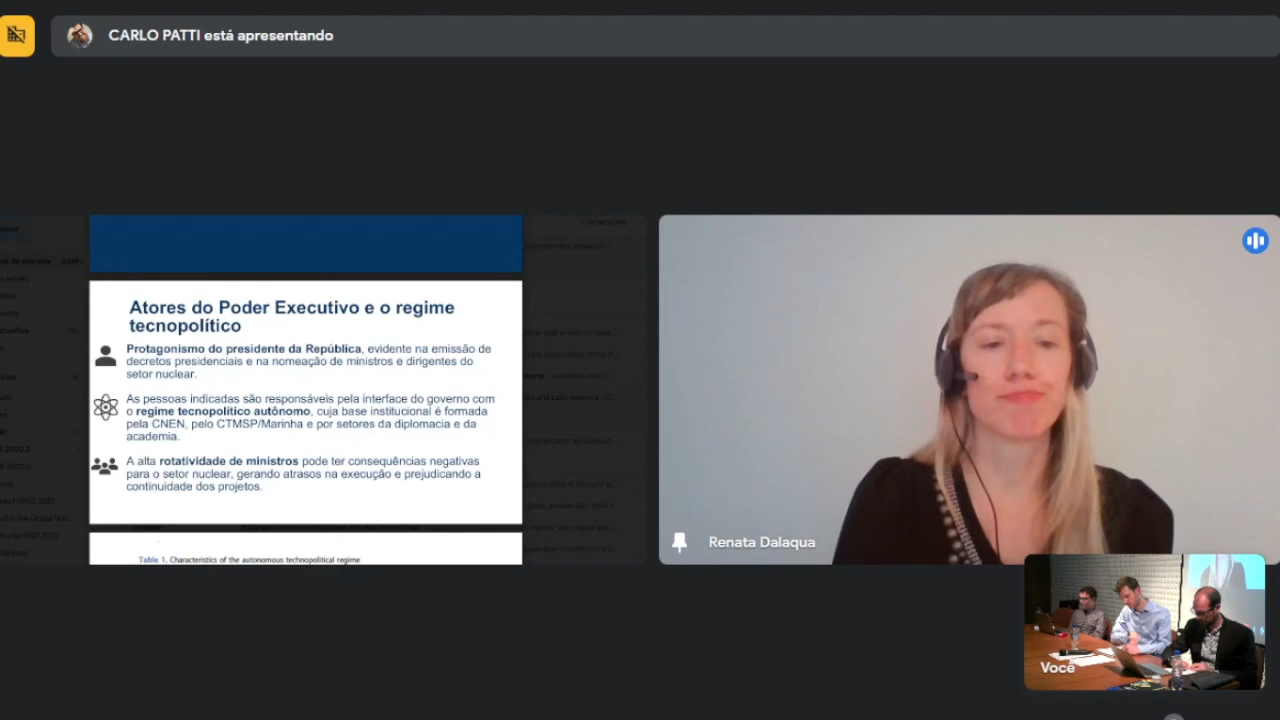 CARLO PATTI está apresentando
Atores do Poder Executivo e o regime
tecnopolítico
Protagonismo do presidente da República, evidente na emissão de
decretos presidenciais e na nomeação de ministros e dirigentes do
setor nuclear.
As pessoas indicadas são responsáveis pela interface do governo com
o regime tecnopolítico autônomo, cuja base institucional é formada
pela CNEN, pelo CTMSP/Marinha e por setores da diplomacia e da
academia.
A alta rotatividade de ministros pode ter consequências negativas
para o setor nuclear, gerando atrasos na execução e prejudicando a
continuidade dos projetos.
Table 1. Characteristics of the autonomous technopolitical regime
Renata Dalaqua
Você